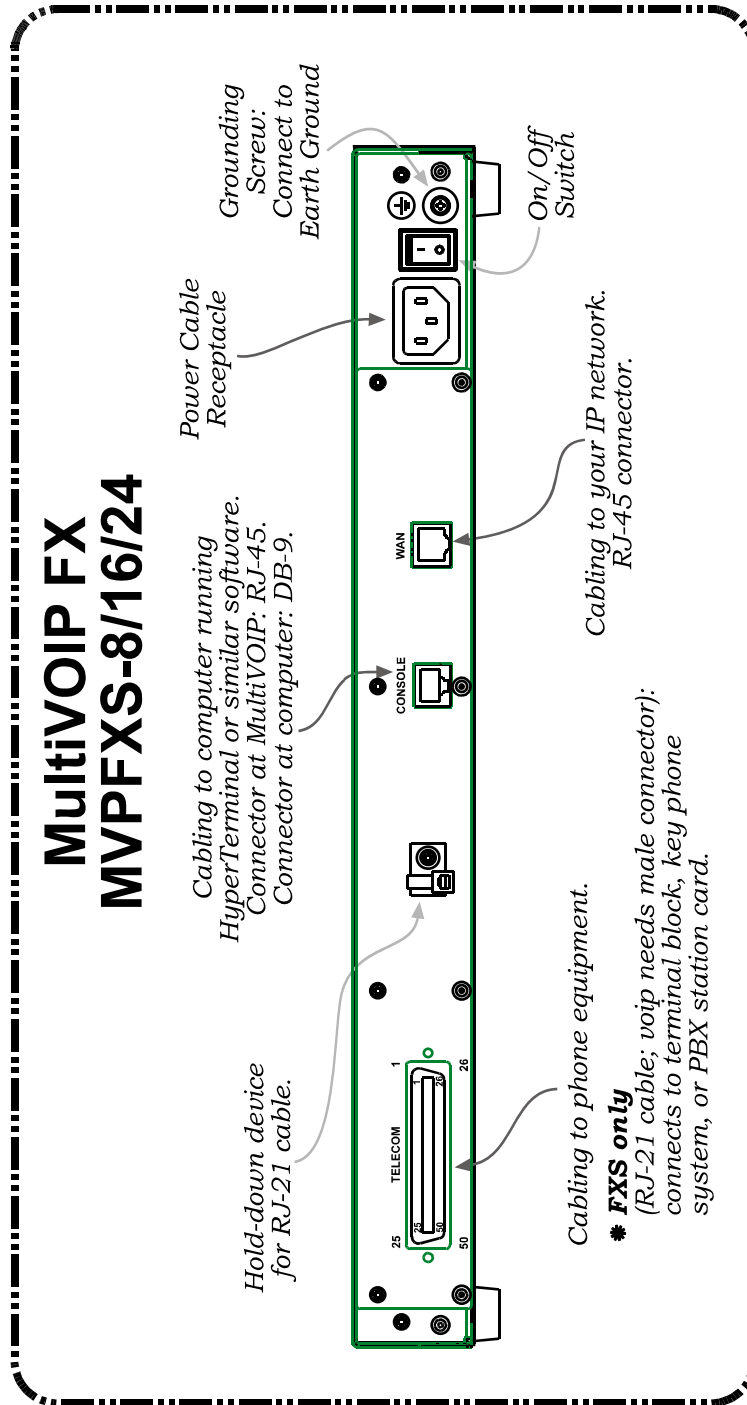 MultiVOIP FX
MVPFXS-8/16/24
Cabling to computer running
HyperTerminal or similar software.
Connector at MultiVOIP: RJ-45.
Connector at computer: DB-9.
Power Cable
Receptacle
Grounding
Screw:
Connect to
Earth Ground
Hold-down device
for RJ-21 cable.
25
TELECOM
1
25
1
50
26
50
26
CONSOLE
WAN
On/Off
Switch
Cabling to phone equipment.
✱ FXS only
(RJ-21 cable; voip needs male connector):
connects to terminal block, key phone
system, or PBX station card.
Cabling to your IP network.
RJ-45 connector.